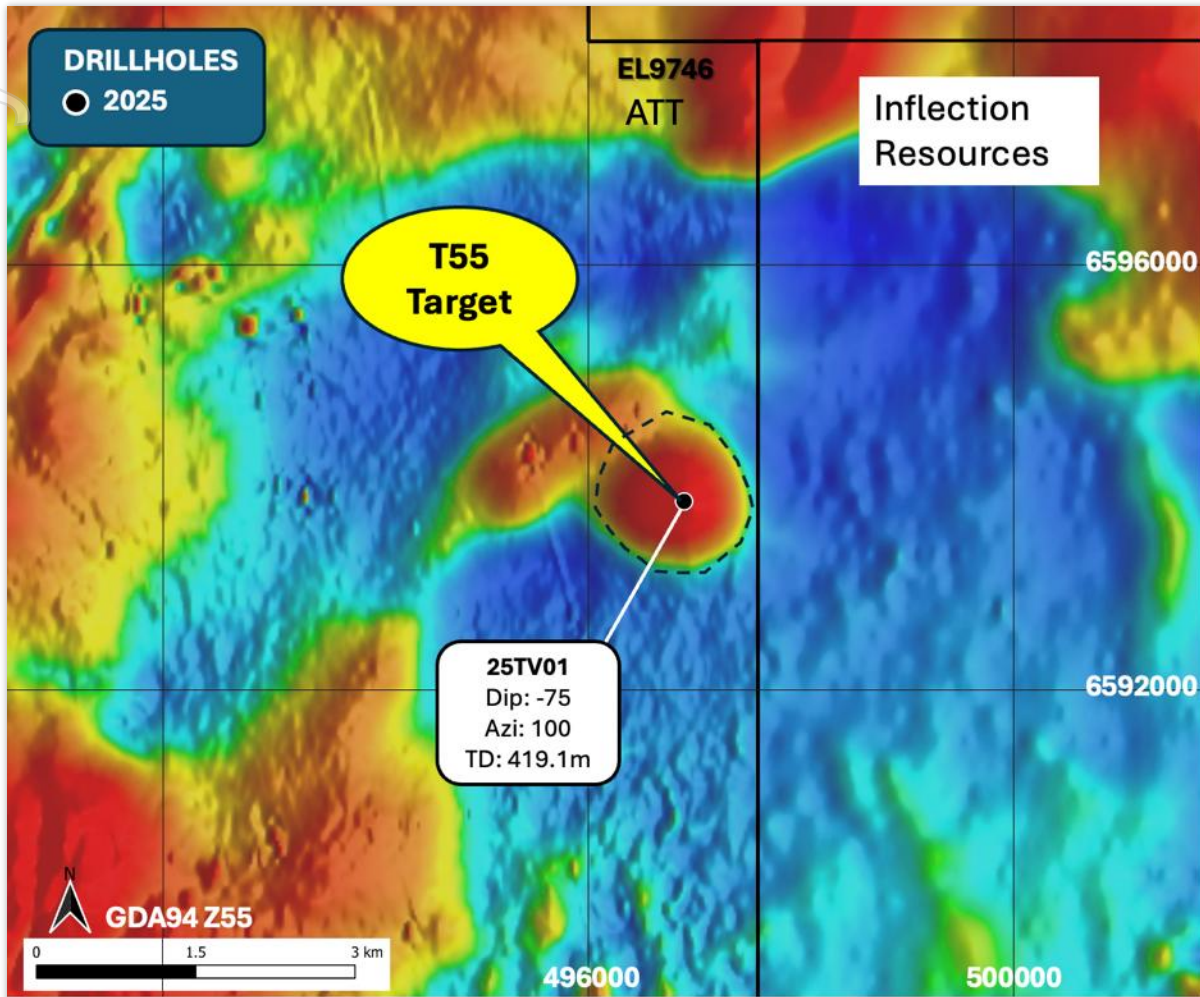 DRILLHOLES
2025
EL9746
ATT
Inflection
Resources
T55
Target
6596000
25TV01
Dip: -75
Azi: 100
TD: 419.1m
6592000
N
GDA94 Z55
0 1.5 3 km
496000
500000